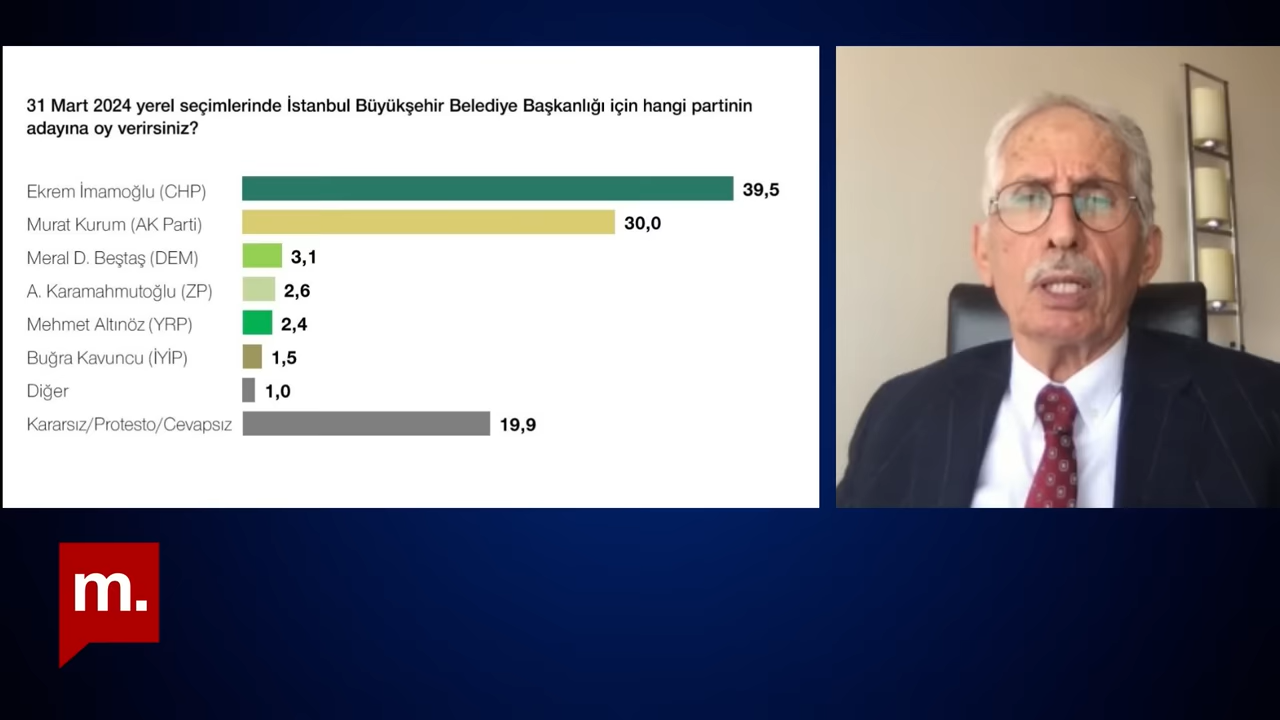 31 Mart 2024 yerel seçimlerinde İstanbul Büyükşehir Belediye Başkanlığı için hangi partinin
adayına oy verirsiniz?
Ekrem İmamoğlu (CHP) 39,5
Murat Kurum (AK Parti) 30,0
Meral D. Beştaş (DEM) 3,1
A. Karamahmutoğlu (ZP) 2,6
Mehmet Altınöz (YRP) 2,4
Buğra Kavuncu (İYİP) 1,5
Diğer 1,0
Kararsız/Protesto/Cevapsız 19,9
m.